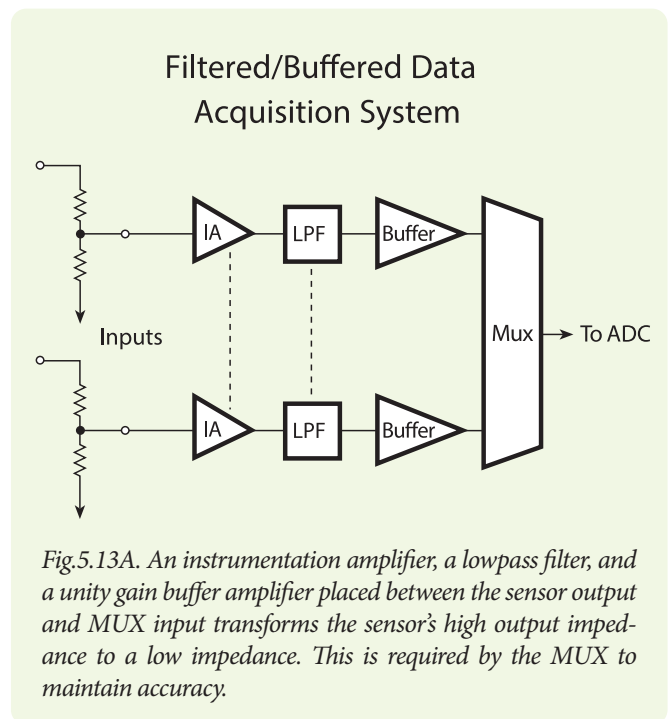 Filtered/Buffered Data
Acquisition System
IA
LPF
Buffer
Inputs
Mux
To ADC
IA
LPF
Buffer
Fig.5.13A. An instrumentation amplifier, a lowpass filter, and
a unity gain buffer amplifier placed between the sensor output
and MUX input transforms the sensor's high output imped-
ance to a low impedance. This is required by the MUX to
maintain accuracy.